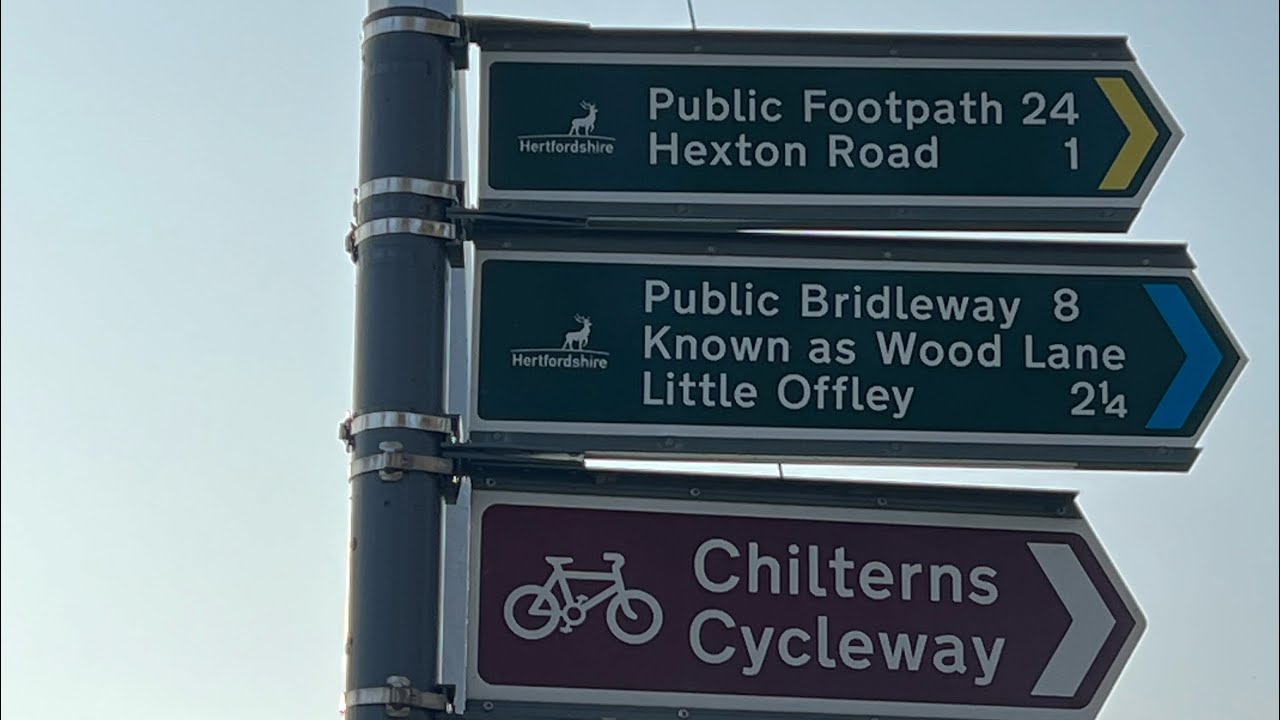 Hertfordshire
Public Footpath 24
Hexton Road 1
Hertfordshire
Public Bridleway 8
Known as Wood Lane
Little Offley 2¼
Chilterns
Cycleway